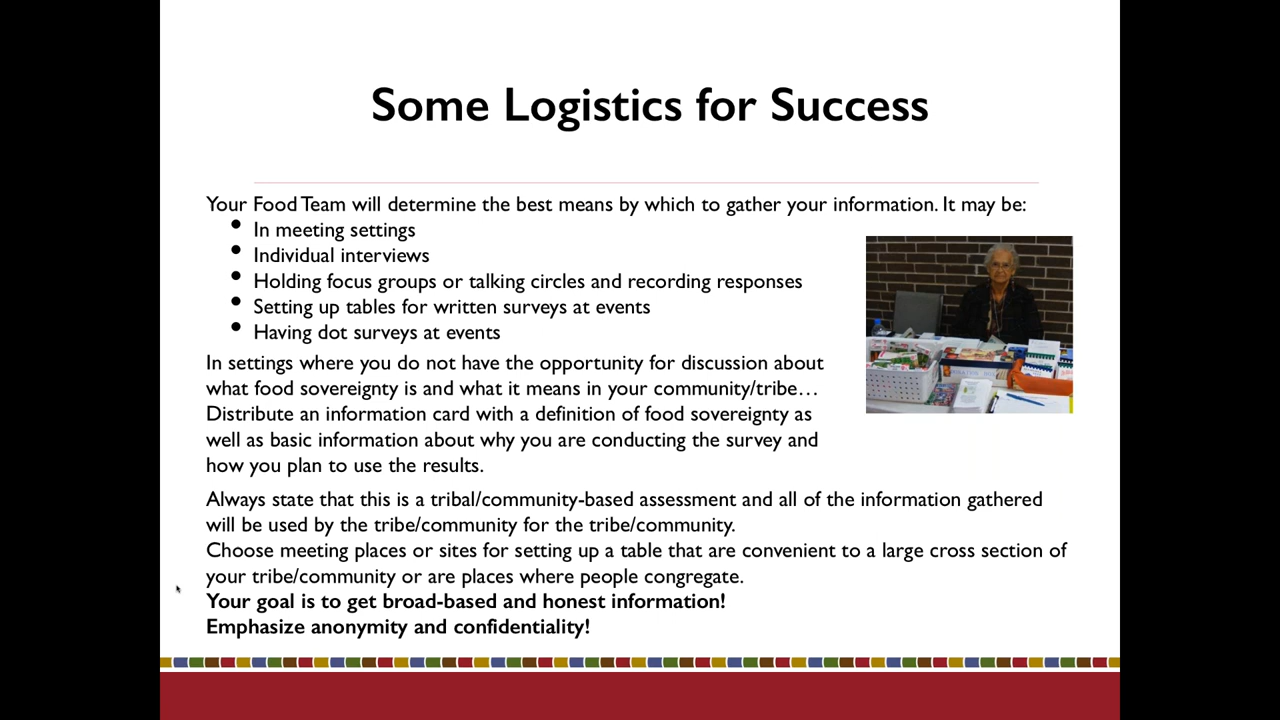 Some Logistics for Success
Your Food Team will determine the best means by which to gather your information. It may be:
• In meeting settings
• Individual interviews
• Holding focus groups or talking circles and recording responses
• Setting up tables for written surveys at events
• Having dot surveys at events
In settings where you do not have the opportunity for discussion about
what food sovereignty is and what it means in your community/tribe…
Distribute an information card with a definition of food sovereignty as
well as basic information about why you are conducting the survey and
how you plan to use the results.
Always state that this is a tribal/community-based assessment and all of the information gathered
will be used by the tribe/community for the tribe/community.
Choose meeting places or sites for setting up a table that are convenient to a large cross section of
your tribe/community or are places where people congregate.
Your goal is to get broad-based and honest information!
Emphasize anonymity and confidentiality!